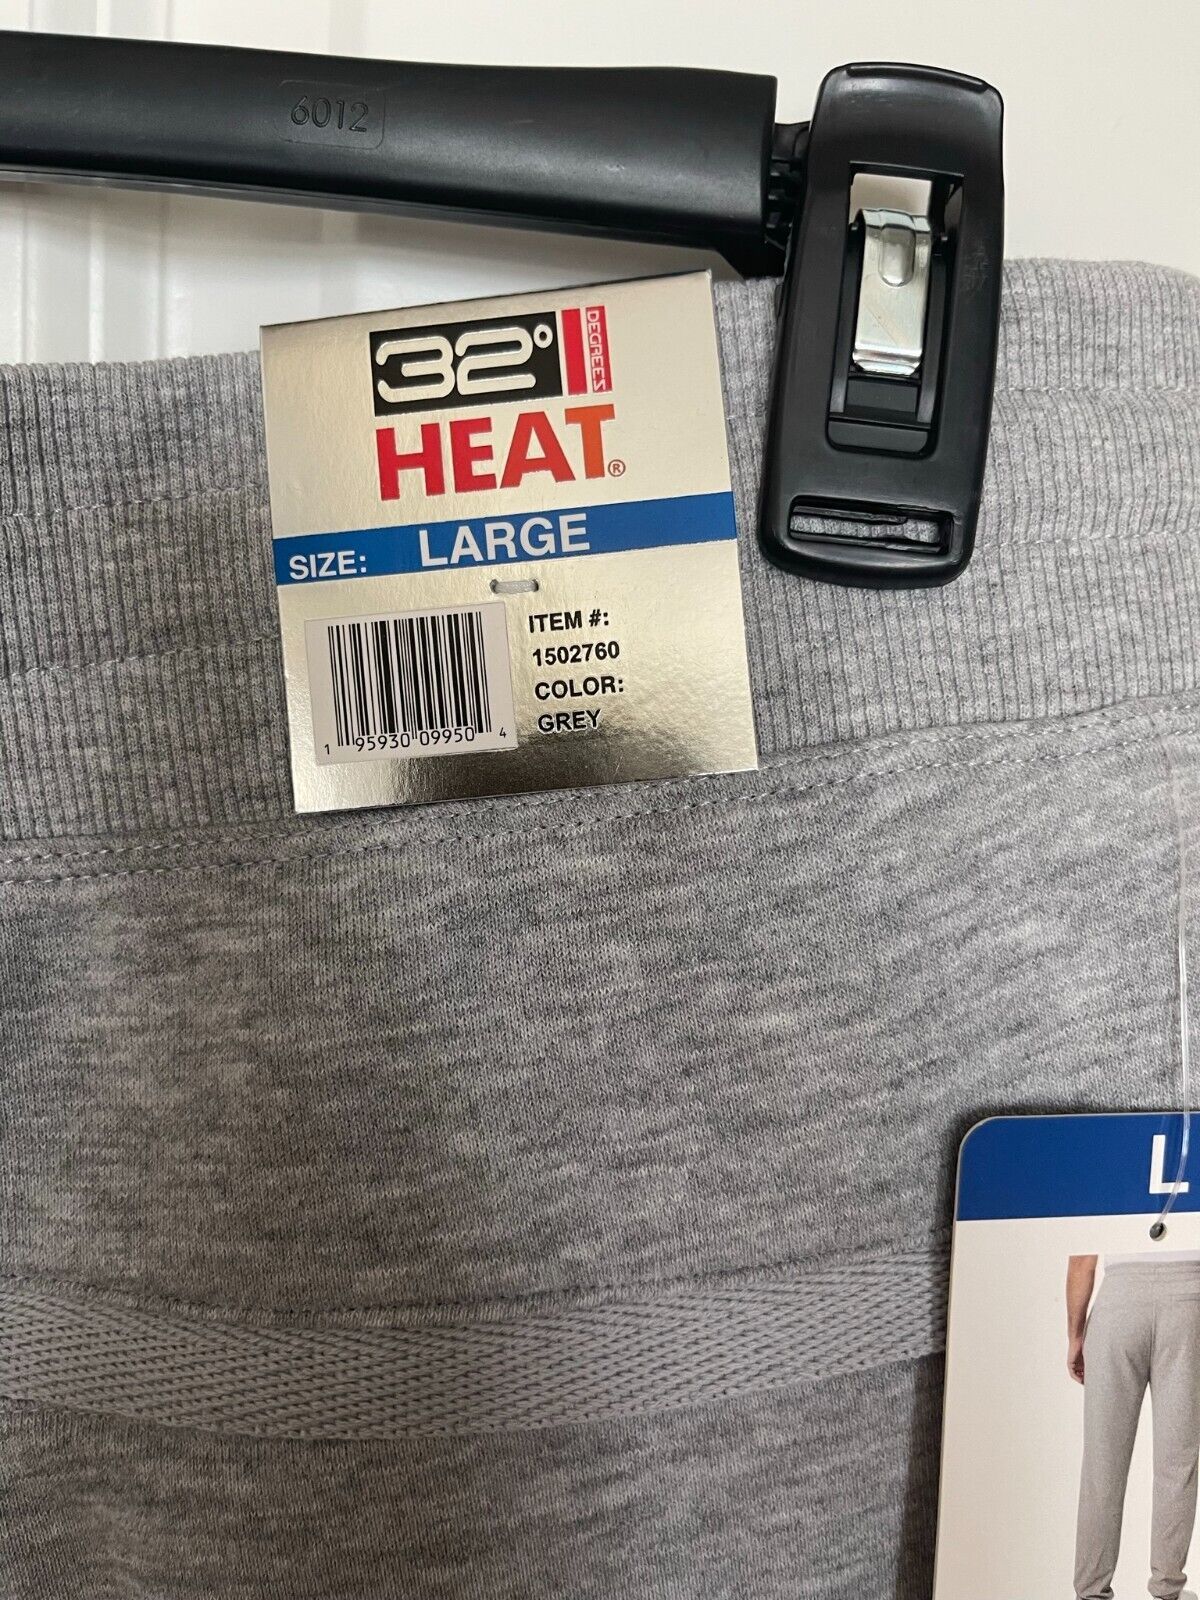 6012
32° DEGREES
HEAT®
SIZE: LARGE
ITEM #:
1502760
COLOR:
GREY
1 95930 09950 4
L